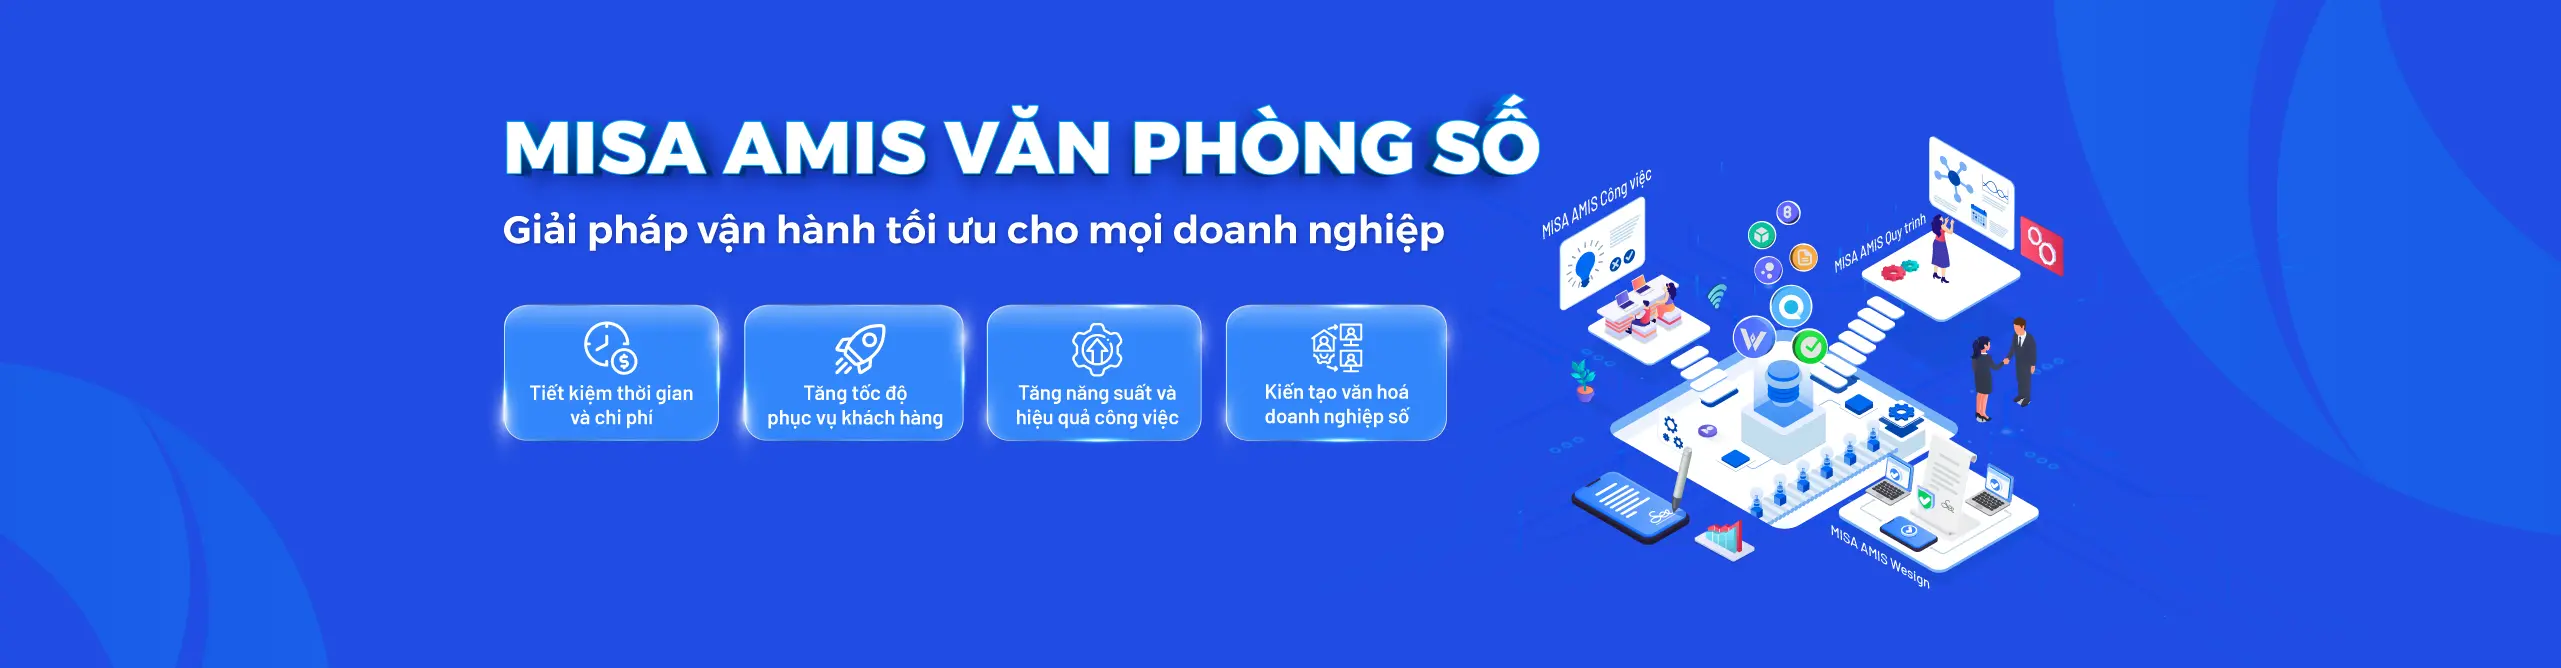 MISA AMIS VĂN PHÒNG SỐ
Giải pháp vận hành tối ưu cho mọi doanh nghiệp
Tiết kiệm thời gian
và chi phí
Tăng tốc độ
phục vụ khách hàng
Tăng năng suất và
hiệu quả công việc
Kiến tạo văn hoá
doanh nghiệp số
MISA AMIS Công việc
MISA AMIS Quy trình
MISA AMIS Wesign